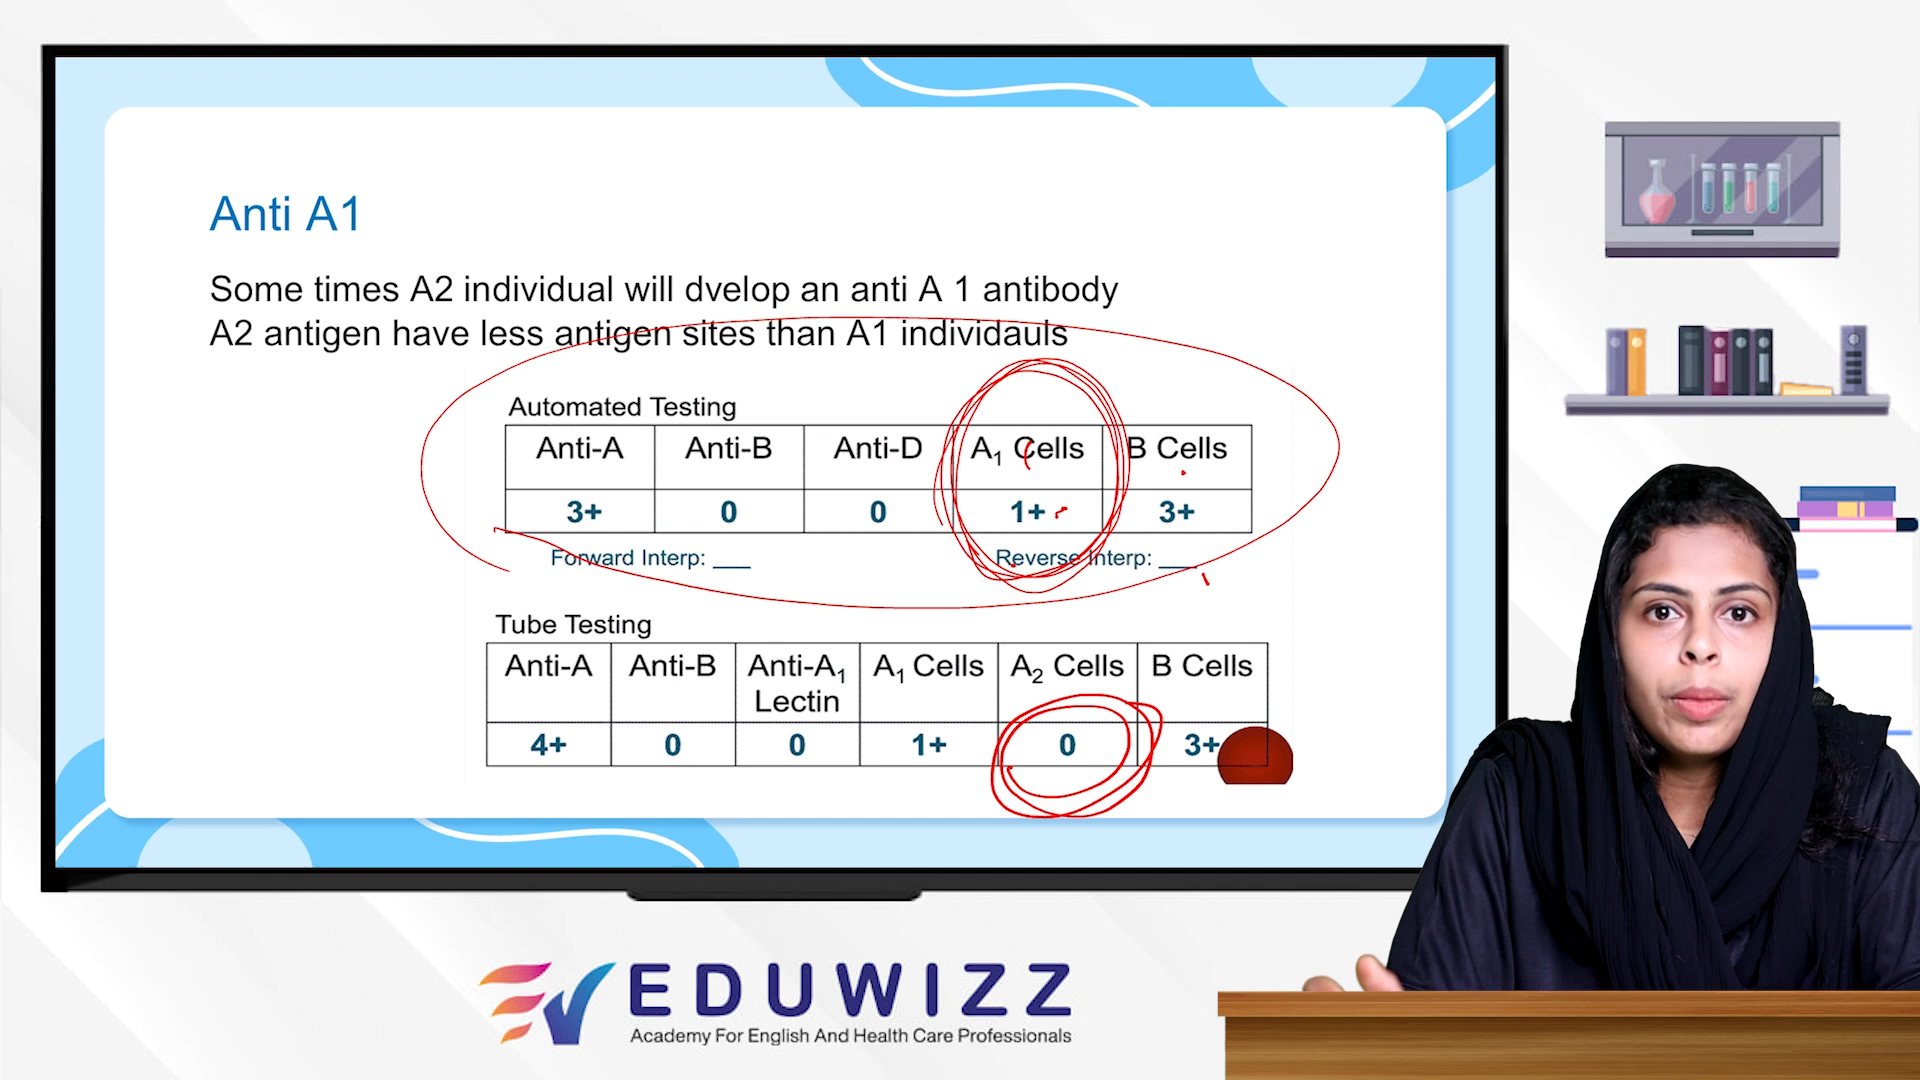 Anti A1
Some times A2 individual will dvelop an anti A 1 antibody
A2 antigen have less antigen sites than A1 individauls
Automated Testing
Anti-A Anti-B Anti-D A₁ Cells B Cells
3+ 0 0 1+ 3+
Forward Interp: ___ Reverse Interp: ___
Tube Testing
Anti-A Anti-B Anti-A₁ Lectin A₁ Cells A₂ Cells B Cells
4+ 0 0 1+ 0 3+
EDUWIZZ
Academy For English And Health Care Professionals